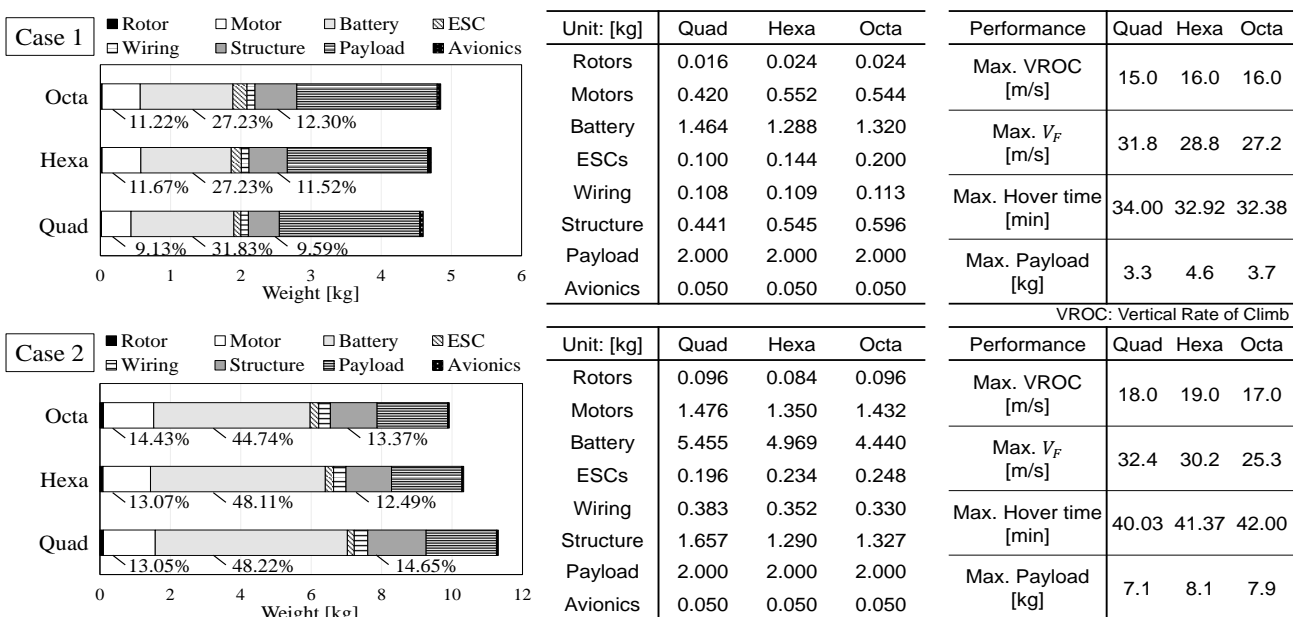 Case 1
Rotor Motor Battery ESC
Wiring Structure Payload Avionics
Octa
11.22% 27.23% 12.30%
Hexa
11.67% 27.23% 11.52%
Quad
9.13% 31.83% 9.59%
0 1 2 3 4 5 6
Weight [kg]
Unit: [kg] Quad Hexa Octa
Rotors 0.016 0.024 0.024
Motors 0.420 0.552 0.544
Battery 1.464 1.288 1.320
ESCs 0.100 0.144 0.200
Wiring 0.108 0.109 0.113
Structure 0.441 0.545 0.596
Payload 2.000 2.000 2.000
Avionics 0.050 0.050 0.050
Performance Quad Hexa Octa
Max. VROC
[m/s] 15.0 16.0 16.0
Max. V_F
[m/s] 31.8 28.8 27.2
Max. Hover time
[min] 34.00 32.92 32.38
Max. Payload
[kg] 3.3 4.6 3.7
VROC: Vertical Rate of Climb
Case 2
Rotor Motor Battery ESC
Wiring Structure Payload Avionics
Octa
14.43% 44.74% 13.37%
Hexa
13.07% 48.11% 12.49%
Quad
13.05% 48.22% 14.65%
0 2 4 6 8 10 12
Weight [kg]
Unit: [kg] Quad Hexa Octa
Rotors 0.096 0.084 0.096
Motors 1.476 1.350 1.432
Battery 5.455 4.969 4.440
ESCs 0.196 0.234 0.248
Wiring 0.383 0.352 0.330
Structure 1.657 1.290 1.327
Payload 2.000 2.000 2.000
Avionics 0.050 0.050 0.050
Performance Quad Hexa Octa
Max. VROC
[m/s] 18.0 19.0 17.0
Max. V_F
[m/s] 32.4 30.2 25.3
Max. Hover time
[min] 40.03 41.37 42.00
Max. Payload
[kg] 7.1 8.1 7.9